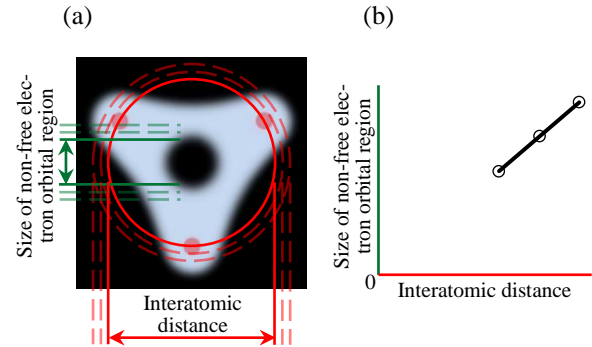 (a)
(b)
Size of non-free elec-
tron orbital region
Interatomic
distance
Size of non-free elec-
tron orbital region
0
Interatomic distance